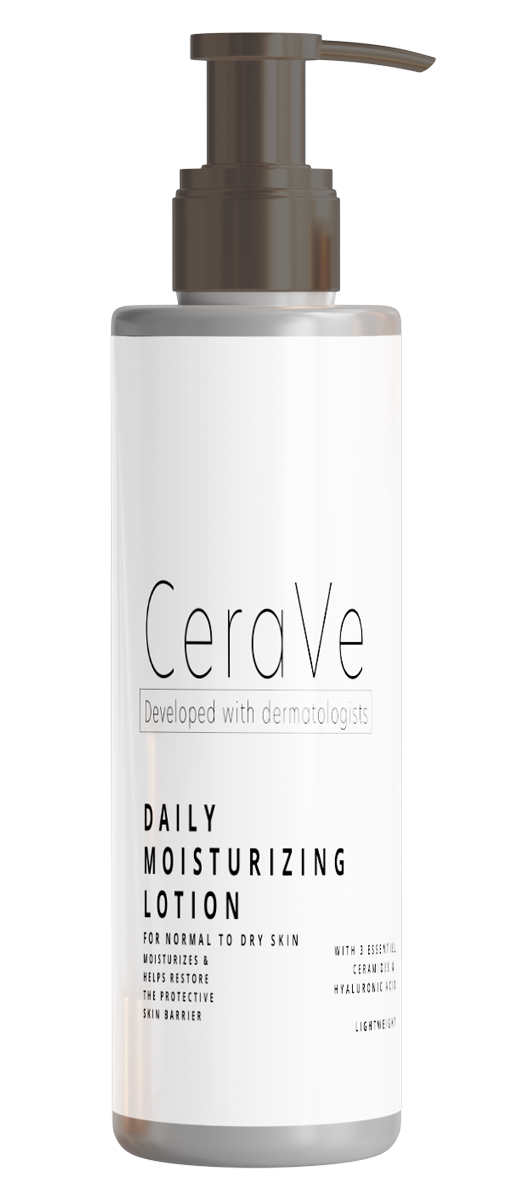 CeraVe
Developed with dermatologists
DAILY
MOISTURIZING
LOTION
FOR NORMAL TO DRY SKIN
MOISTURIZES &
HELPS RESTORE
THE PROTECTIVE
SKIN BARRIER
WITH 3 ESSENTIEL
CERAMIDES &
HYALURONIC ACID
LIGHTWEIGHT